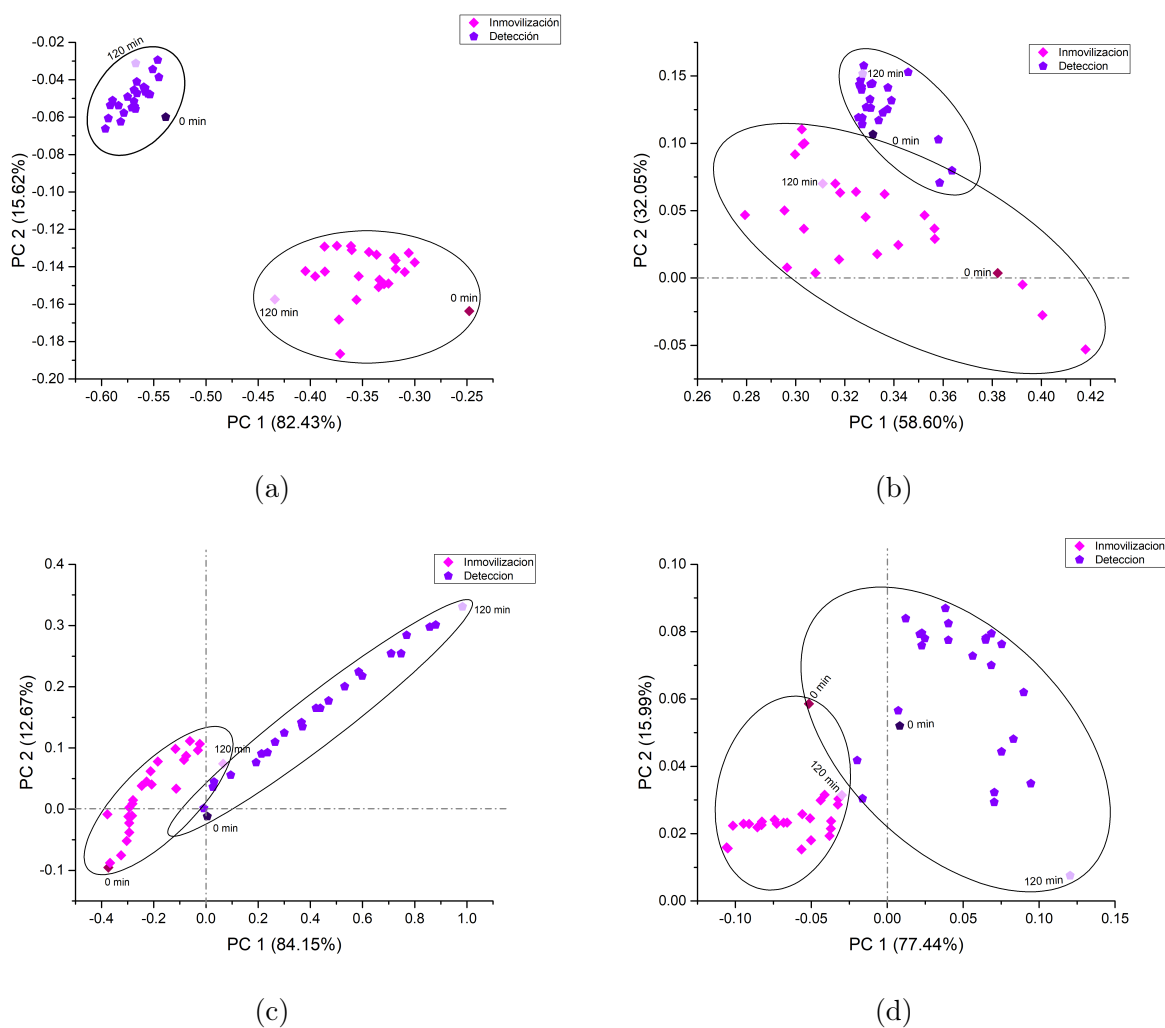 Inmovilización
Detección
120 min
0 min
120 min
0 min
-0.02
-0.04
-0.06
-0.08
-0.10
-0.12
-0.14
-0.16
-0.18
-0.20
PC 2 (15.62%)
-0.60 -0.55 -0.50 -0.45 -0.40 -0.35 -0.30 -0.25
PC 1 (82.43%)
(a)
Inmovilizacion
Deteccion
120 min
0 min
120 min
0 min
0.15
0.10
0.05
0.00
-0.05
PC 2 (32.05%)
0.26 0.28 0.30 0.32 0.34 0.36 0.38 0.40 0.42
PC 1 (58.60%)
(b)
Inmovilizacion
Deteccion
120 min
120 min
0 min
0 min
0.4
0.3
0.2
0.1
0.0
-0.1
PC 2 (12.67%)
-0.4 -0.2 0.0 0.2 0.4 0.6 0.8 1.0
PC 1 (84.15%)
(c)
Inmovilizacion
Deteccion
0 min
0 min
120 min
120 min
0.10
0.08
0.06
0.04
0.02
0.00
PC 2 (15.99%)
-0.10 -0.05 0.00 0.05 0.10 0.15
PC 1 (77.44%)
(d)